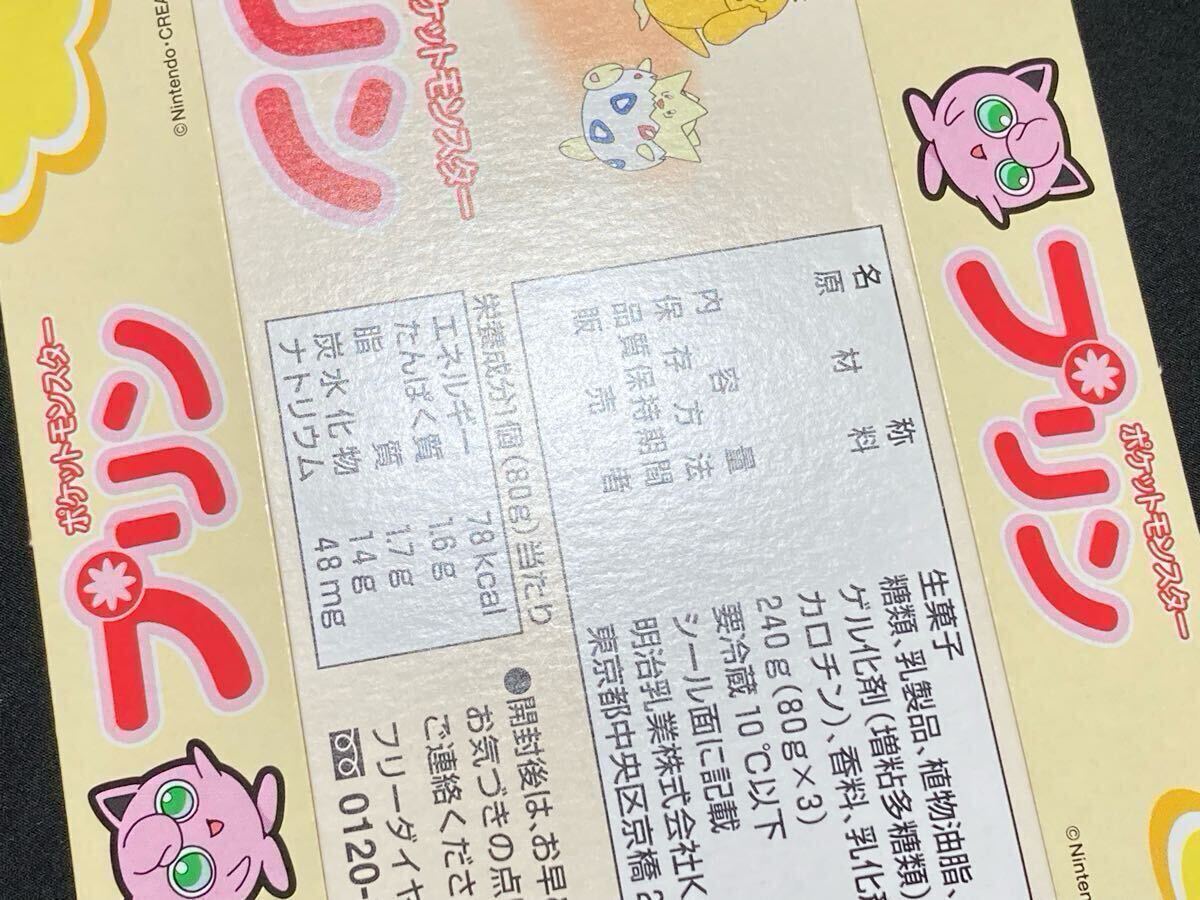 ©Nintendo・CREA
ポケットモンスター
リン
ポケットモンスター
プリン
ポケットモンスター
プリン
名称 生菓子
原材料 糖類、乳製品、植物油脂、
ゲル化剤(増粘多糖類)
カロチン)、香料、乳化
内容量 240g(80g×3)
保存方法 要冷蔵10℃以下
品質保持期間 シール面に記載
販売者 明治乳業株式会社K
東京都中央区京橋2
栄養成分1個(80g)当たり
エネルギー 78kcal
たんぱく質 1.6g
脂質 1.7g
炭水化物 14g
ナトリウム 48mg
●開封後は、お早
お気づきの点
ご連絡くださ
フリーダイヤ
0120-
©Ninten